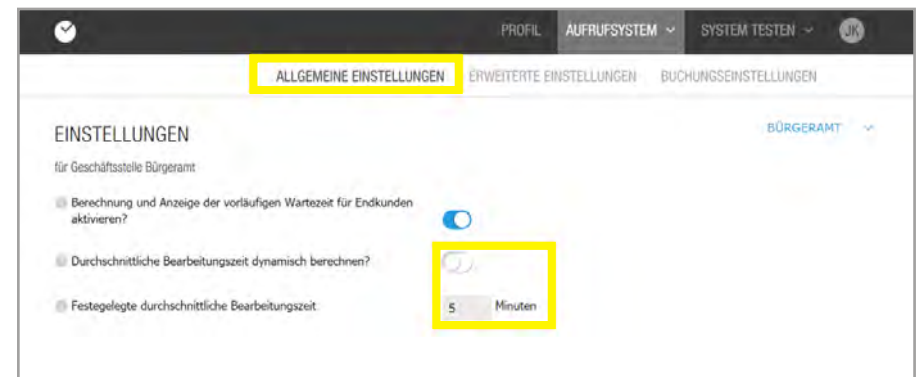 PROFIL AUFRUFSYSTEM SYSTEM TESTEN JK
ALLGEMEINE EINSTELLUNGEN ERWEITERTE EINSTELLUNGEN BUCHUNGSEINSTELLUNGEN
EINSTELLUNGEN BÜRGERAMT
für Geschäftsstelle Bürgeramt
Berechnung und Anzeige der vorläufigen Wartezeit für Endkunden
aktivieren?
Durchschnittliche Bearbeitungszeit dynamisch berechnen?
Festegelegte durchschnittliche Bearbeitungszeit 5 Minuten